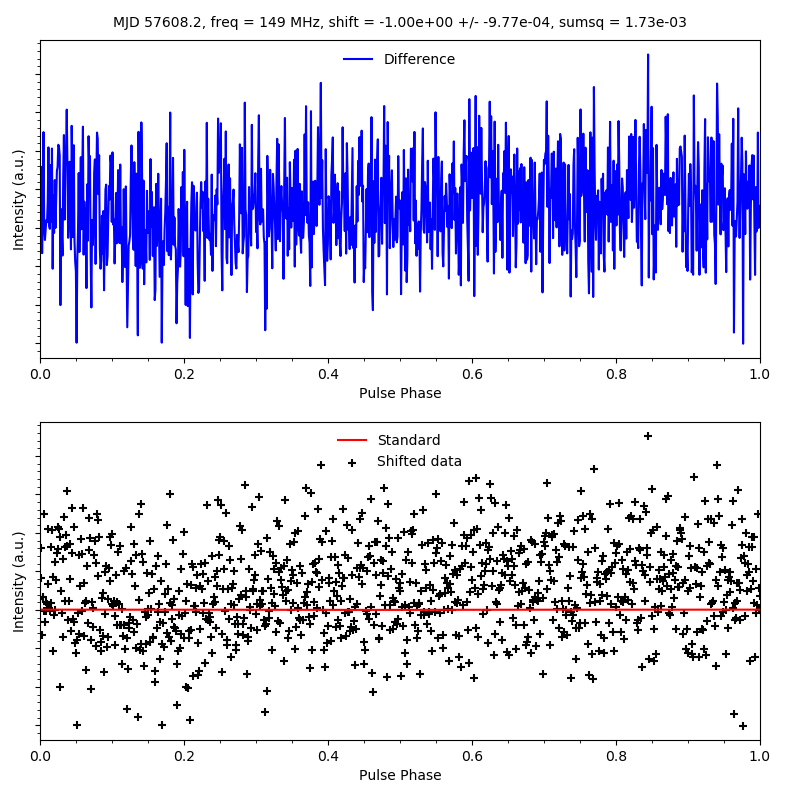 MJD 57608.2, freq = 149 MHz, shift = -1.00e+00 +/- -9.77e-04, sumsq = 1.73e-03
Difference
Intensity (a.u.)
0.0 0.2 0.4 0.6 0.8 1.0
Pulse Phase
Standard
Shifted data
Intensity (a.u.)
0.0 0.2 0.4 0.6 0.8 1.0
Pulse Phase